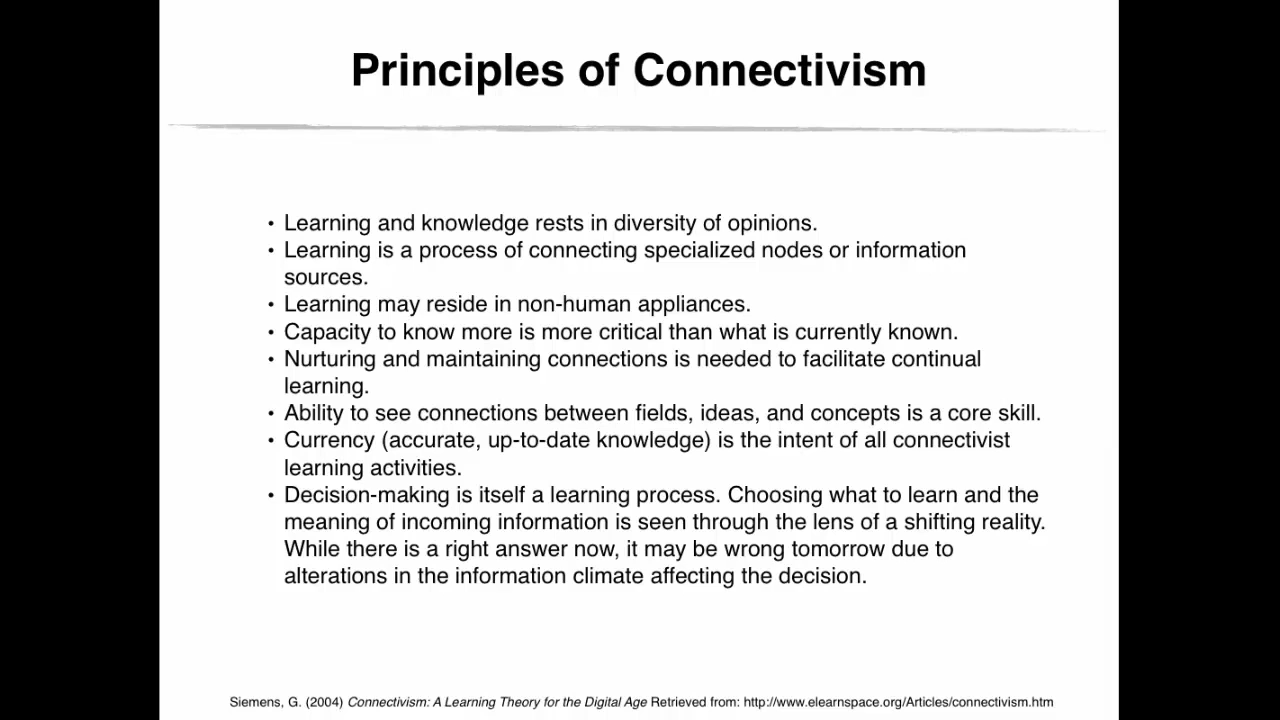 Principles of Connectivism
• Learning and knowledge rests in diversity of opinions.
• Learning is a process of connecting specialized nodes or information
sources.
• Learning may reside in non-human appliances.
• Capacity to know more is more critical than what is currently known.
• Nurturing and maintaining connections is needed to facilitate continual
learning.
• Ability to see connections between fields, ideas, and concepts is a core skill.
• Currency (accurate, up-to-date knowledge) is the intent of all connectivist
learning activities.
• Decision-making is itself a learning process. Choosing what to learn and the
meaning of incoming information is seen through the lens of a shifting reality.
While there is a right answer now, it may be wrong tomorrow due to
alterations in the information climate affecting the decision.
Siemens, G. (2004) Connectivism: A Learning Theory for the Digital Age Retrieved from: http://www.elearnspace.org/Articles/connectivism.htm